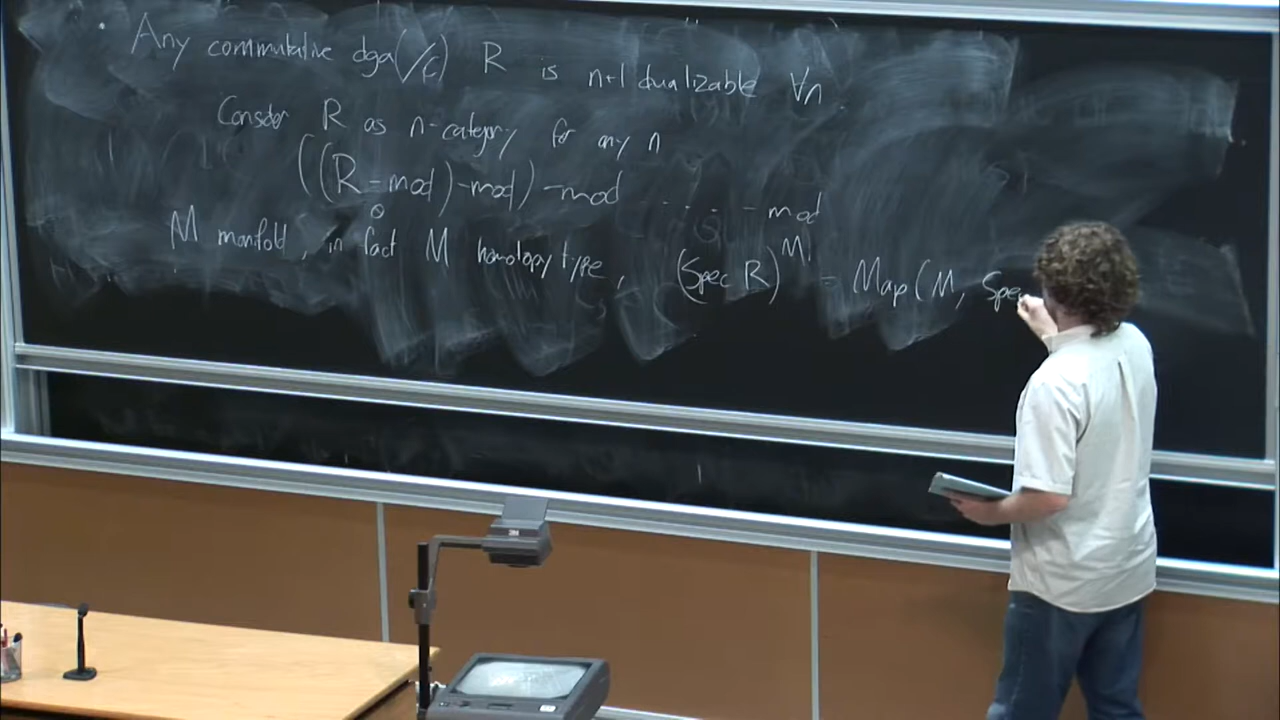 • Any commutative dga(/ℂ) R is n+1 dualizable ∀n.
Consider R as n-category for any n
(((R-mod)-mod)-mod ..... -mod
M manifold, in fact M homotopy type, (Spec R)^M = Map(M, Spe